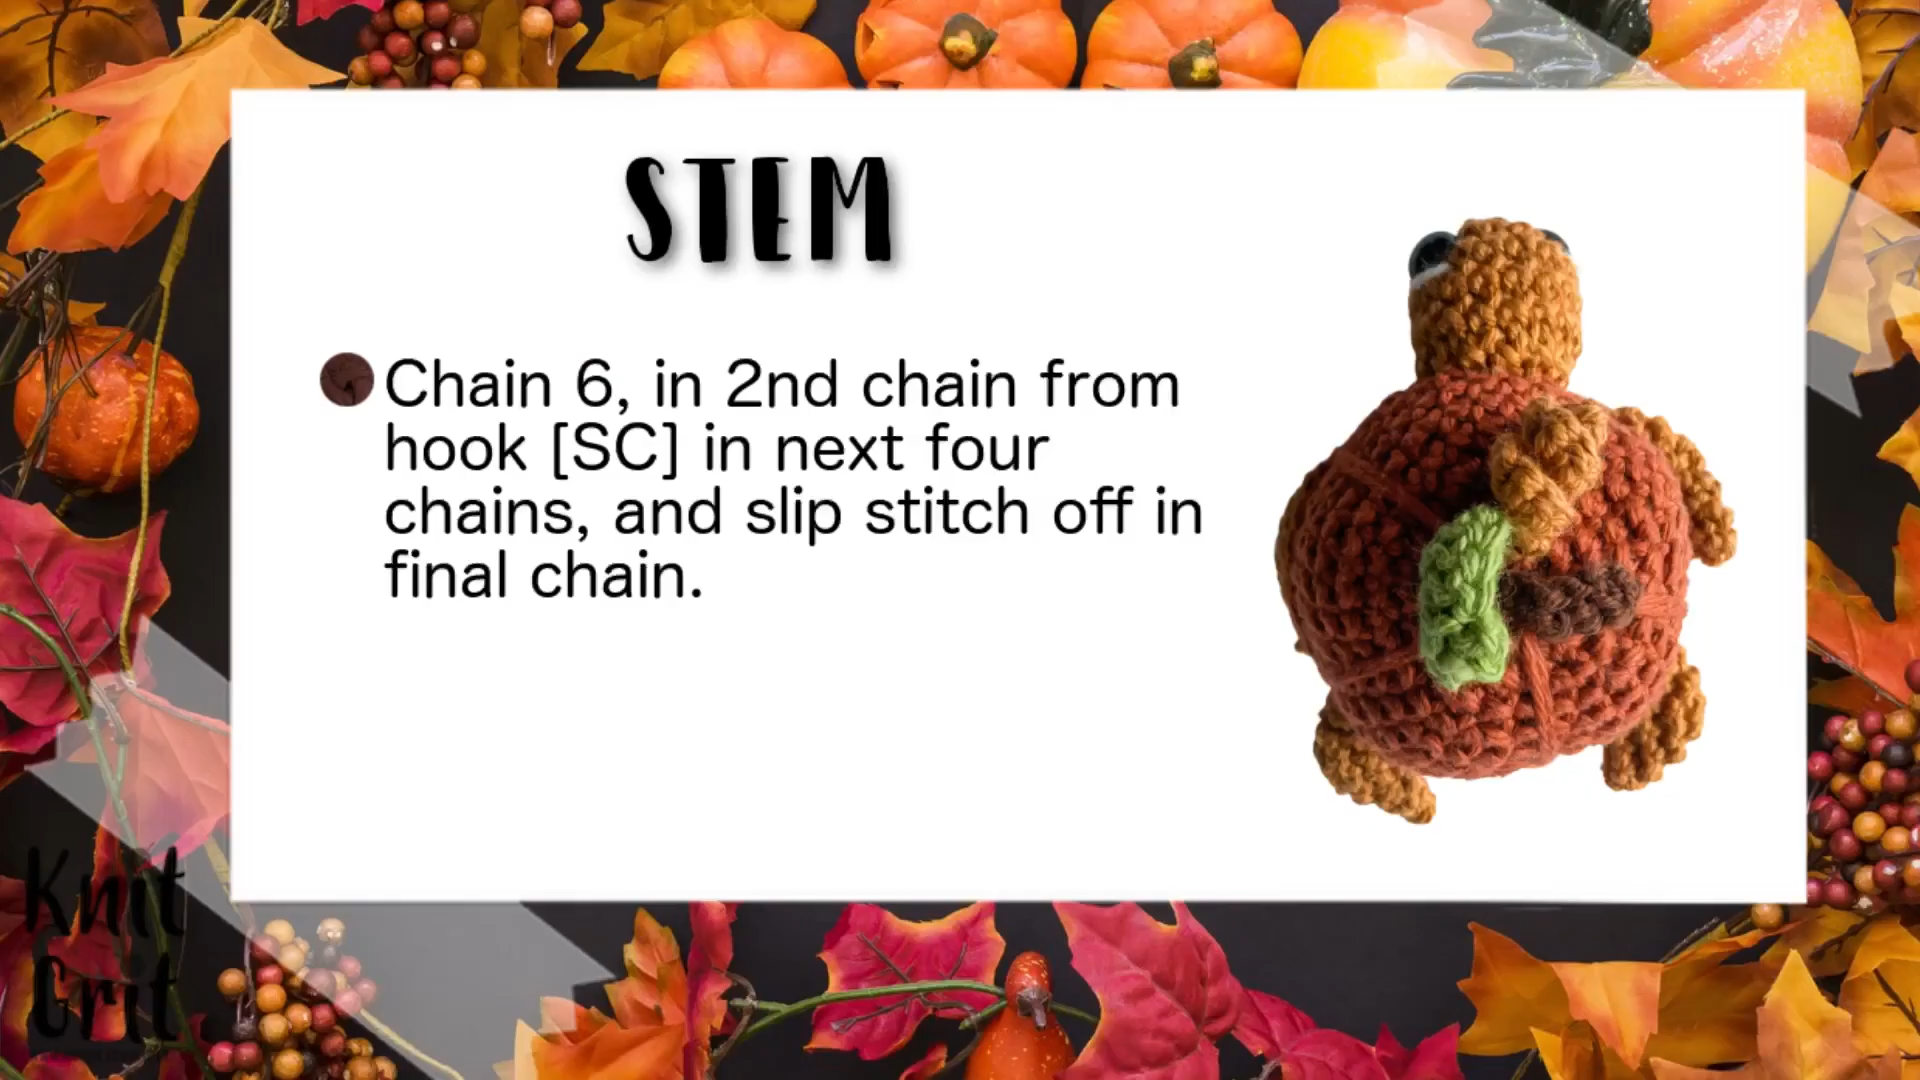 STEM
Chain 6, in 2nd chain from
hook [SC] in next four
chains, and slip stitch off in
final chain.
Knit
Grit